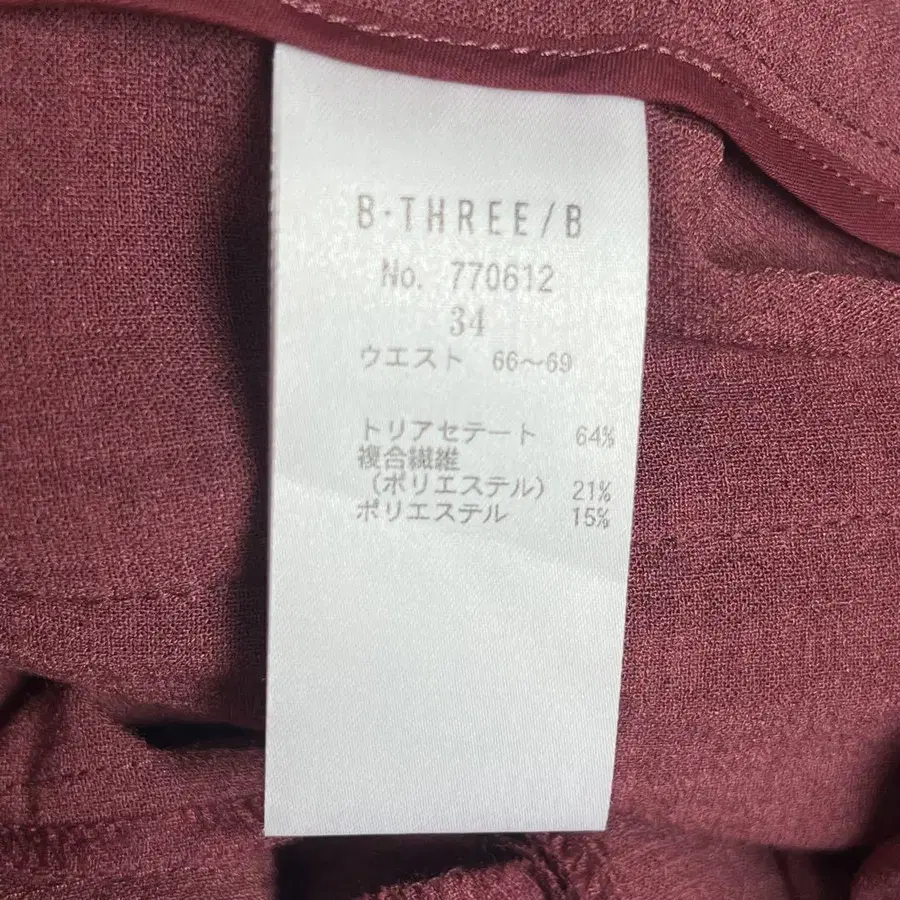 B・THREE/B
No. 770612
34
ウエスト 66〜69
トリアセテート 64%
複合繊維
(ポリエステル) 21%
ポリエステル 15%